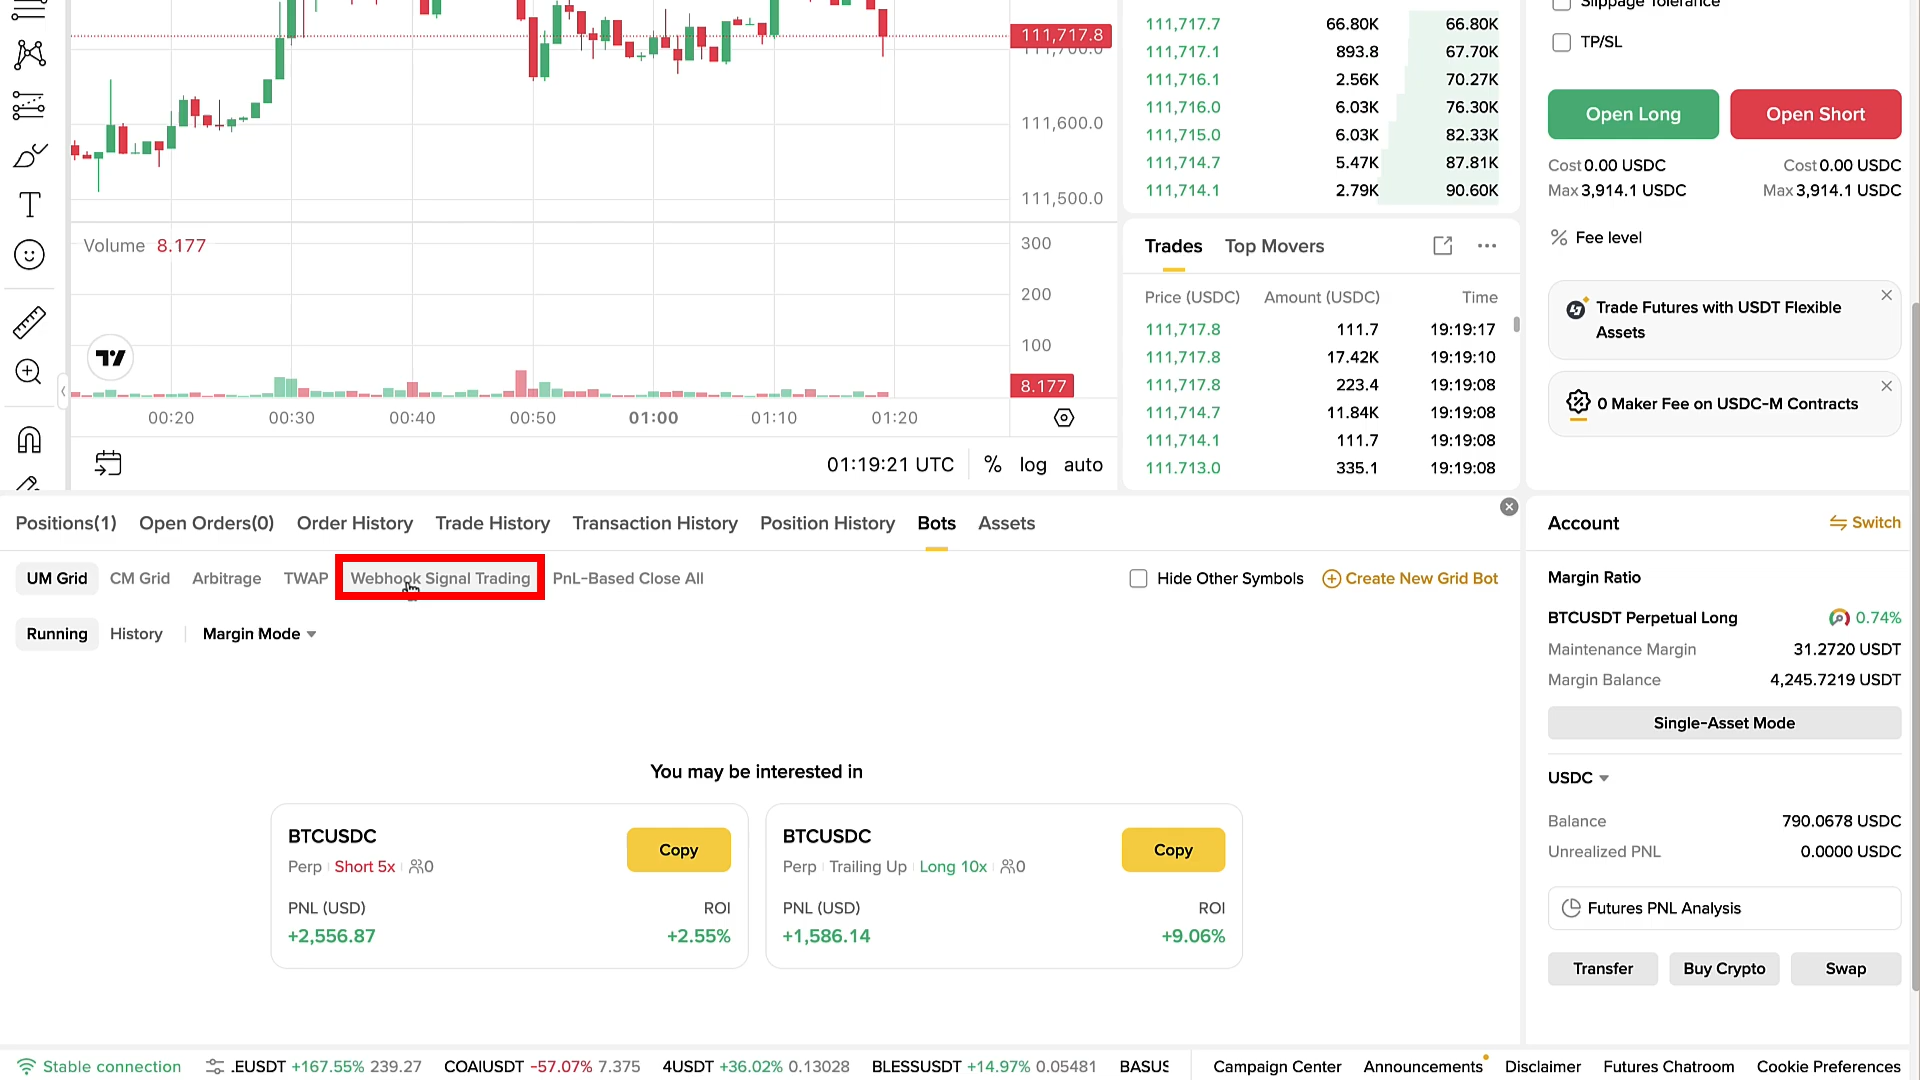 111,717.8
111,700.0
111,600.0
111,500.0
Volume 8.177
300
200
100
8.177
00:20 00:30 00:40 00:50 01:00 01:10 01:20
01:19:21 UTC % log auto
111,717.7 66.80K 66.80K
111,717.1 893.8 67.70K
111,716.1 2.56K 70.27K
111,716.0 6.03K 76.30K
111,715.0 6.03K 82.33K
111,714.7 5.47K 87.81K
111,714.1 2.79K 90.60K
Trades Top Movers
Price (USDC) Amount (USDC) Time
111,717.8 111.7 19:19:17
111,717.8 17.42K 19:19:10
111,717.8 223.4 19:19:08
111,714.7 11.84K 19:19:08
111,714.1 111.7 19:19:08
111,713.0 335.1 19:19:08
Slippage Tolerance
TP/SL
Open Long Open Short
Cost 0.00 USDC Cost 0.00 USDC
Max 3,914.1 USDC Max 3,914.1 USDC
% Fee level
Trade Futures with USDT Flexible
Assets
0 Maker Fee on USDC-M Contracts
Positions(1) Open Orders(0) Order History Trade History Transaction History Position History Bots Assets
UM Grid CM Grid Arbitrage TWAP Webhook Signal Trading PnL-Based Close All Hide Other Symbols Create New Grid Bot
Running History Margin Mode
You may be interested in
BTCUSDC Copy
Perp Short 5x 0
PNL (USD) ROI
+2,556.87 +2.55%
BTCUSDC Copy
Perp Trailing Up Long 10x 0
PNL (USD) ROI
+1,586.14 +9.06%
Account Switch
Margin Ratio
BTCUSDT Perpetual Long 0.74%
Maintenance Margin 31.2720 USDT
Margin Balance 4,245.7219 USDT
Single-Asset Mode
USDC
Balance 790.0678 USDC
Unrealized PNL 0.0000 USDC
Futures PNL Analysis
Transfer Buy Crypto Swap
Stable connection .EUSDT +167.55% 239.27 COAIUSDT -57.07% 7.375 4USDT +36.02% 0.13028 BLESSUSDT +14.97% 0.05481 BASUS Campaign Center Announcements Disclaimer Futures Chatroom Cookie Preferences